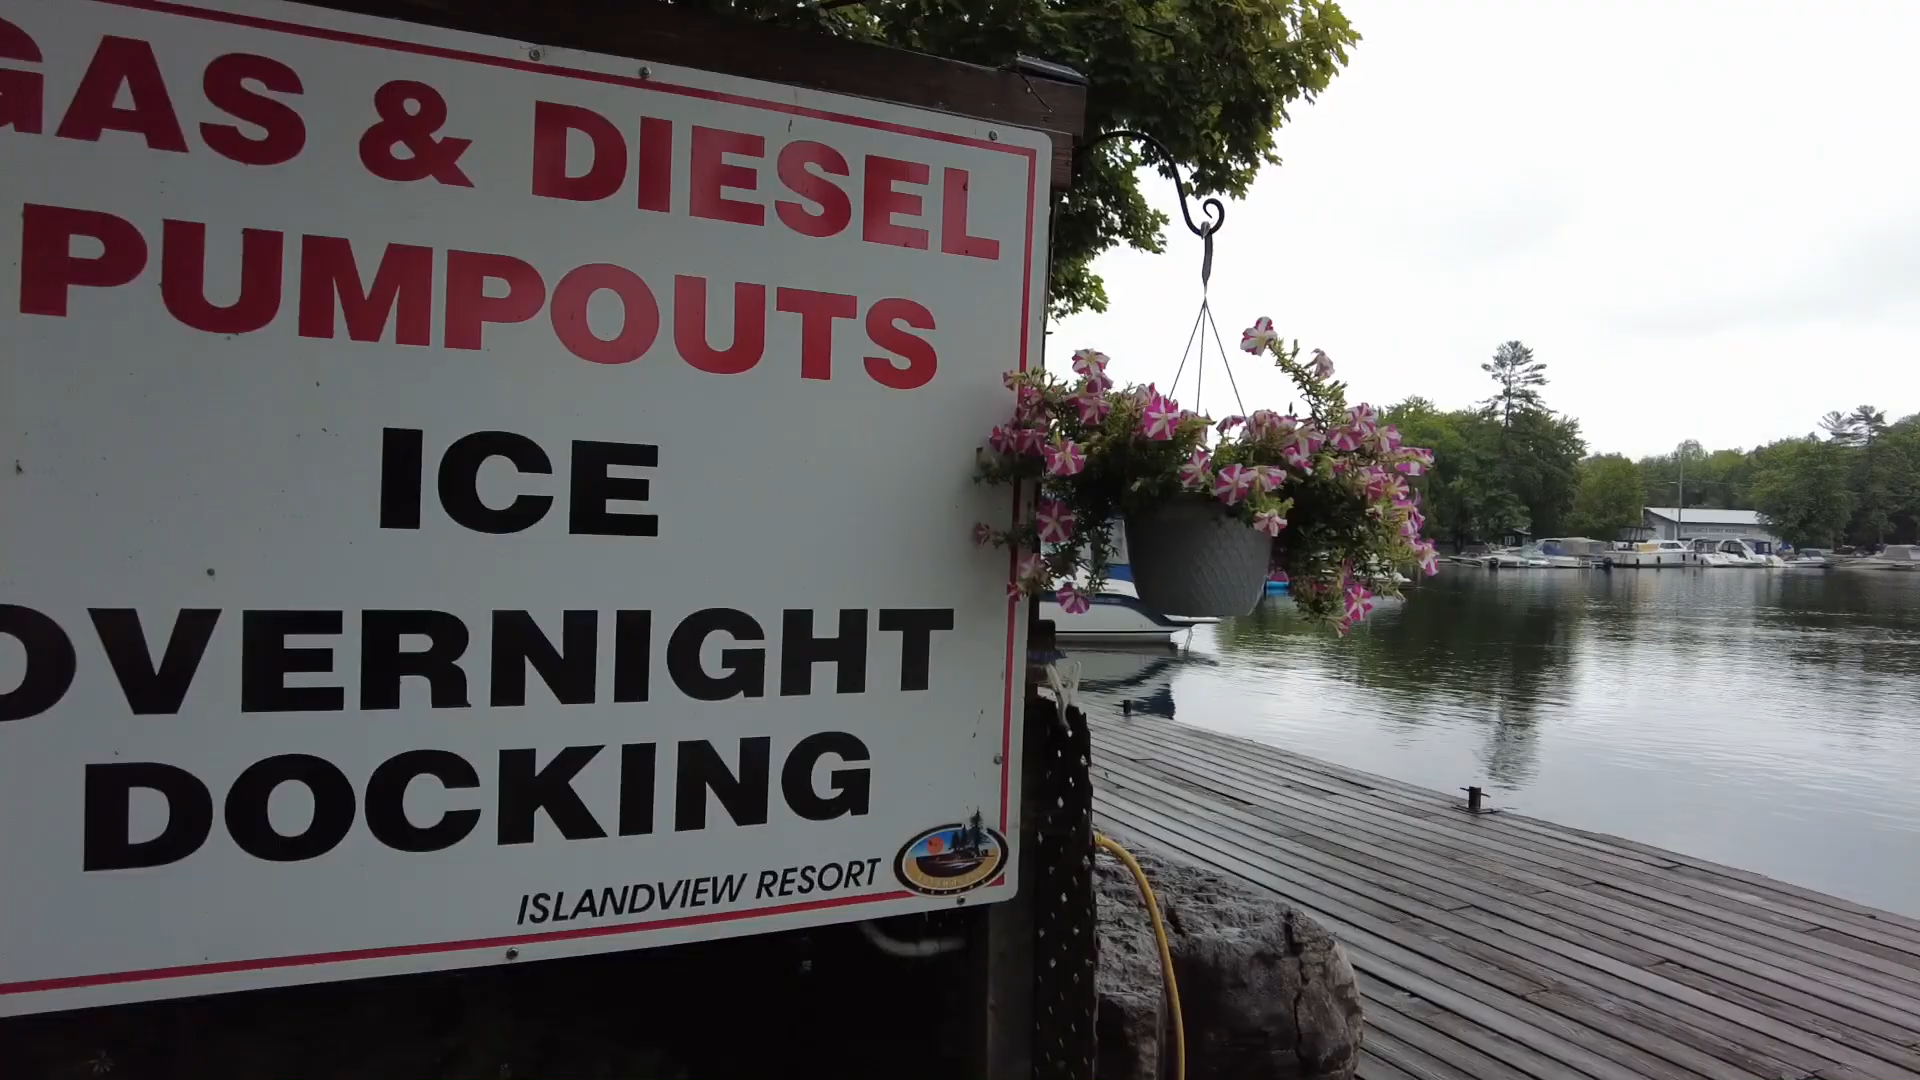 GAS & DIESEL
PUMPOUTS
ICE
OVERNIGHT
DOCKING
ISLANDVIEW RESORT